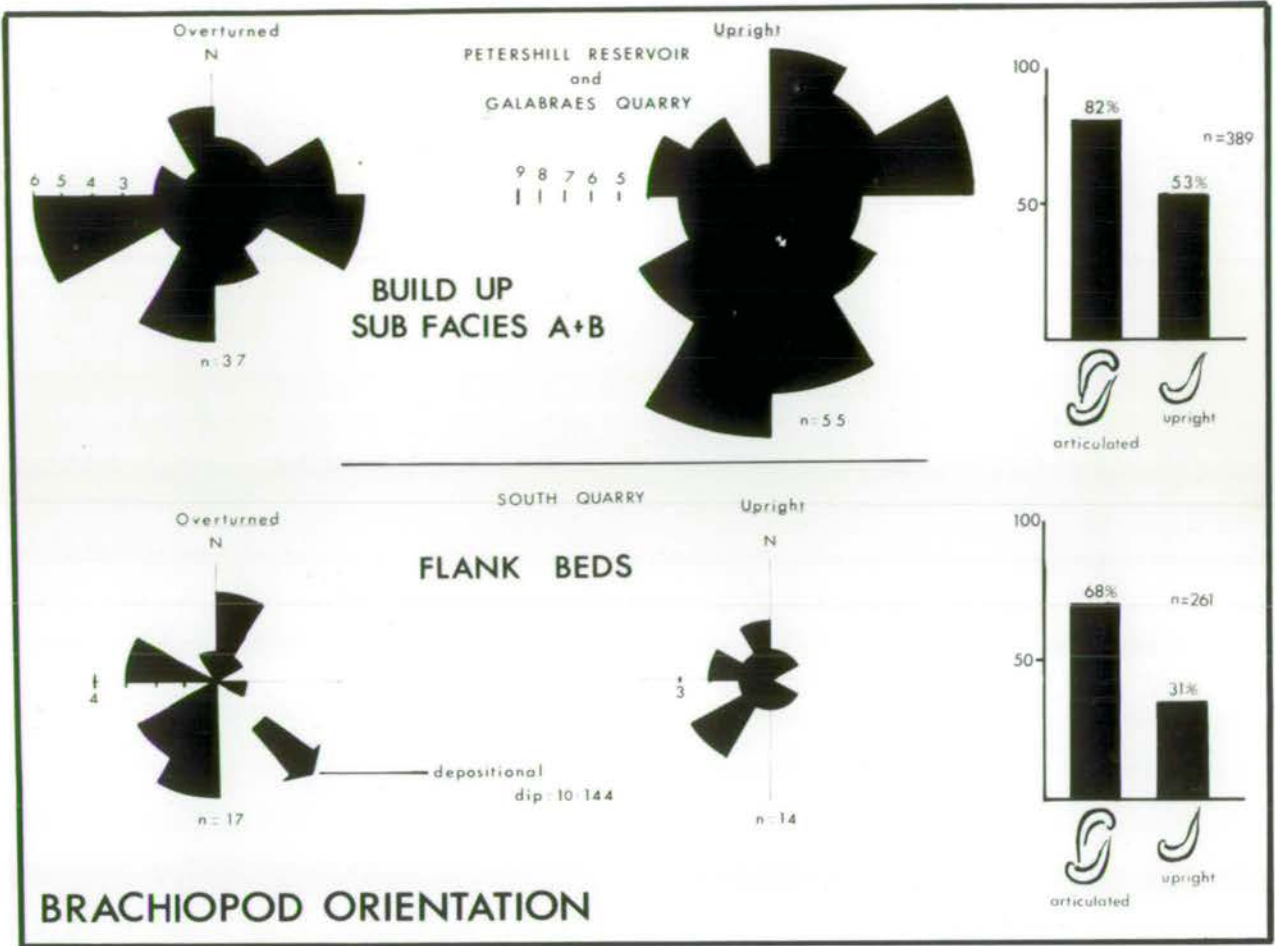 Overturned
N
PETERSHILL RESERVOIR
and
GALABRAES QUARRY
Upright
6 5 4 3
9 8 7 6 5
BUILD UP
SUB FACIES A+B
n=37
n=55
100
82%
n=389
53%
50
articulated
upright
SOUTH QUARRY
Overturned
N
Upright
N
FLANK BEDS
4
3
depositional
dip:10·144
n=17
n=14
100
68%
n=261
50
31%
articulated
upright
BRACHIOPOD ORIENTATION